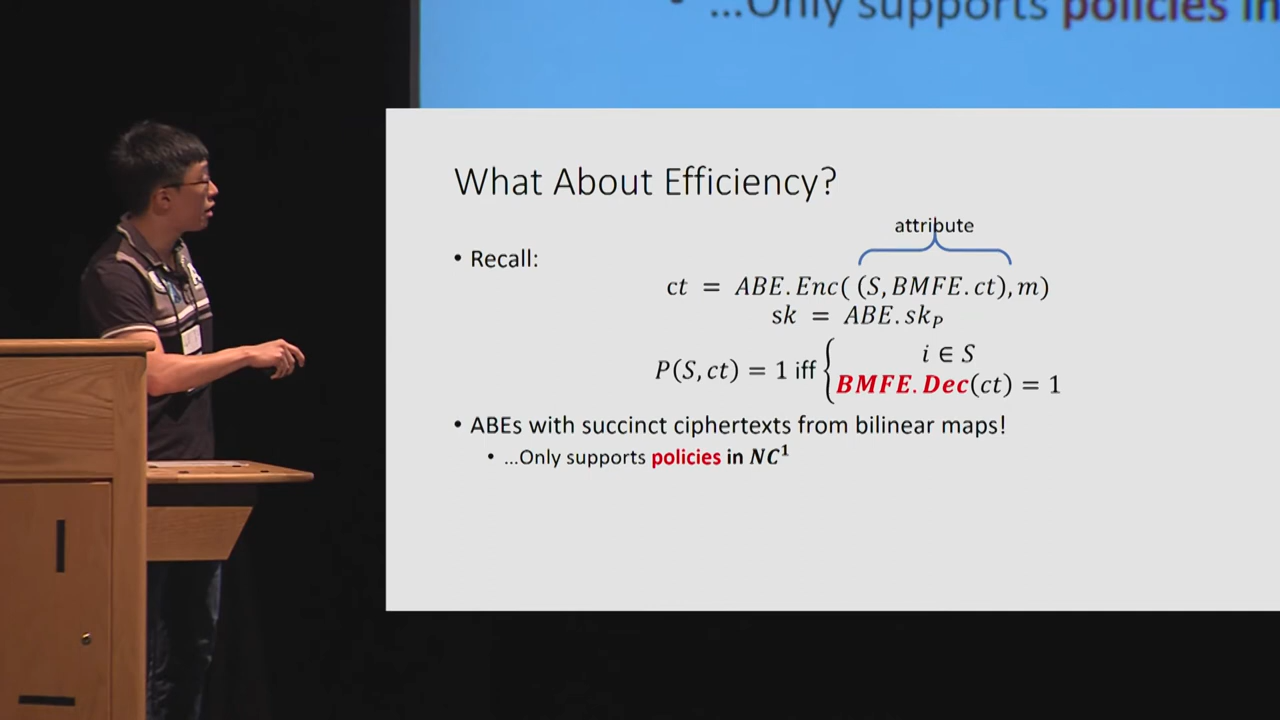 ...Only supports policies in
What About Efficiency?
attribute
• Recall:
ct = ABE.Enc( (S, BMFE.ct), m)
sk = ABE.sk_P
P(S, ct) = 1 iff { i ∈ S
BMFE.Dec(ct) = 1
• ABEs with succinct ciphertexts from bilinear maps!
• ...Only supports policies in NC¹